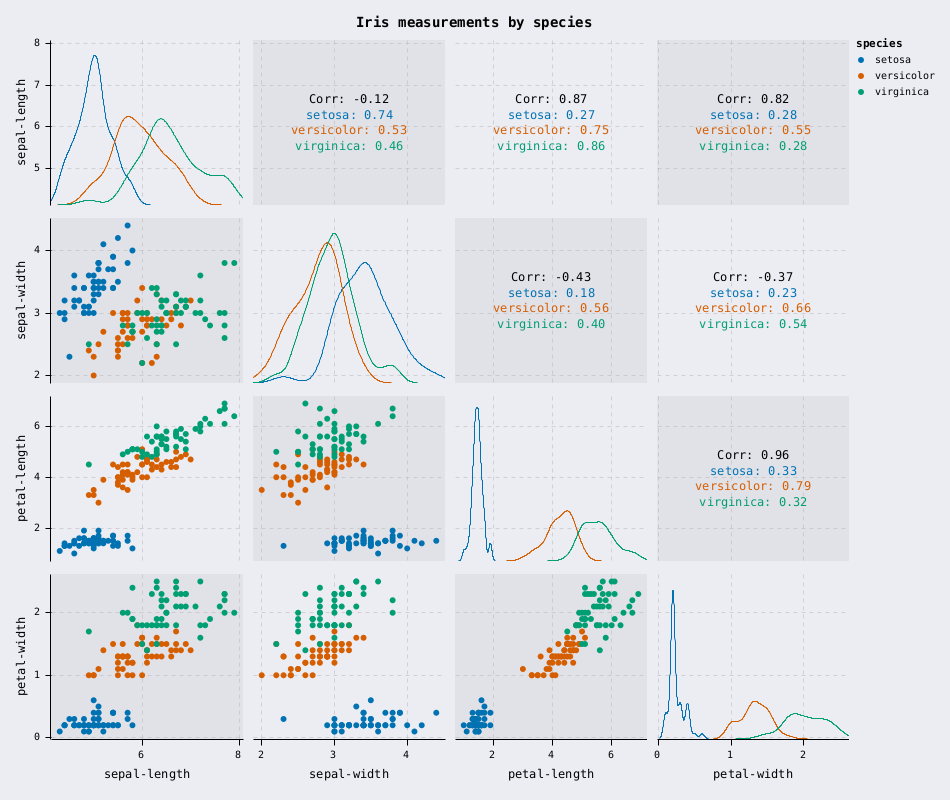 Iris measurements by species
species
setosa
versicolor
virginica
sepal-length
8
7
6
5
Corr: -0.12
setosa: 0.74
versicolor: 0.53
virginica: 0.46
Corr: 0.87
setosa: 0.27
versicolor: 0.75
virginica: 0.86
Corr: 0.82
setosa: 0.28
versicolor: 0.55
virginica: 0.28
sepal-width
4
3
2
Corr: -0.43
setosa: 0.18
versicolor: 0.56
virginica: 0.40
Corr: -0.37
setosa: 0.23
versicolor: 0.66
virginica: 0.54
petal-length
6
4
2
Corr: 0.96
setosa: 0.33
versicolor: 0.79
virginica: 0.32
petal-width
2
1
0
6 8
2 3 4
2 4 6
0 1 2
sepal-length
sepal-width
petal-length
petal-width